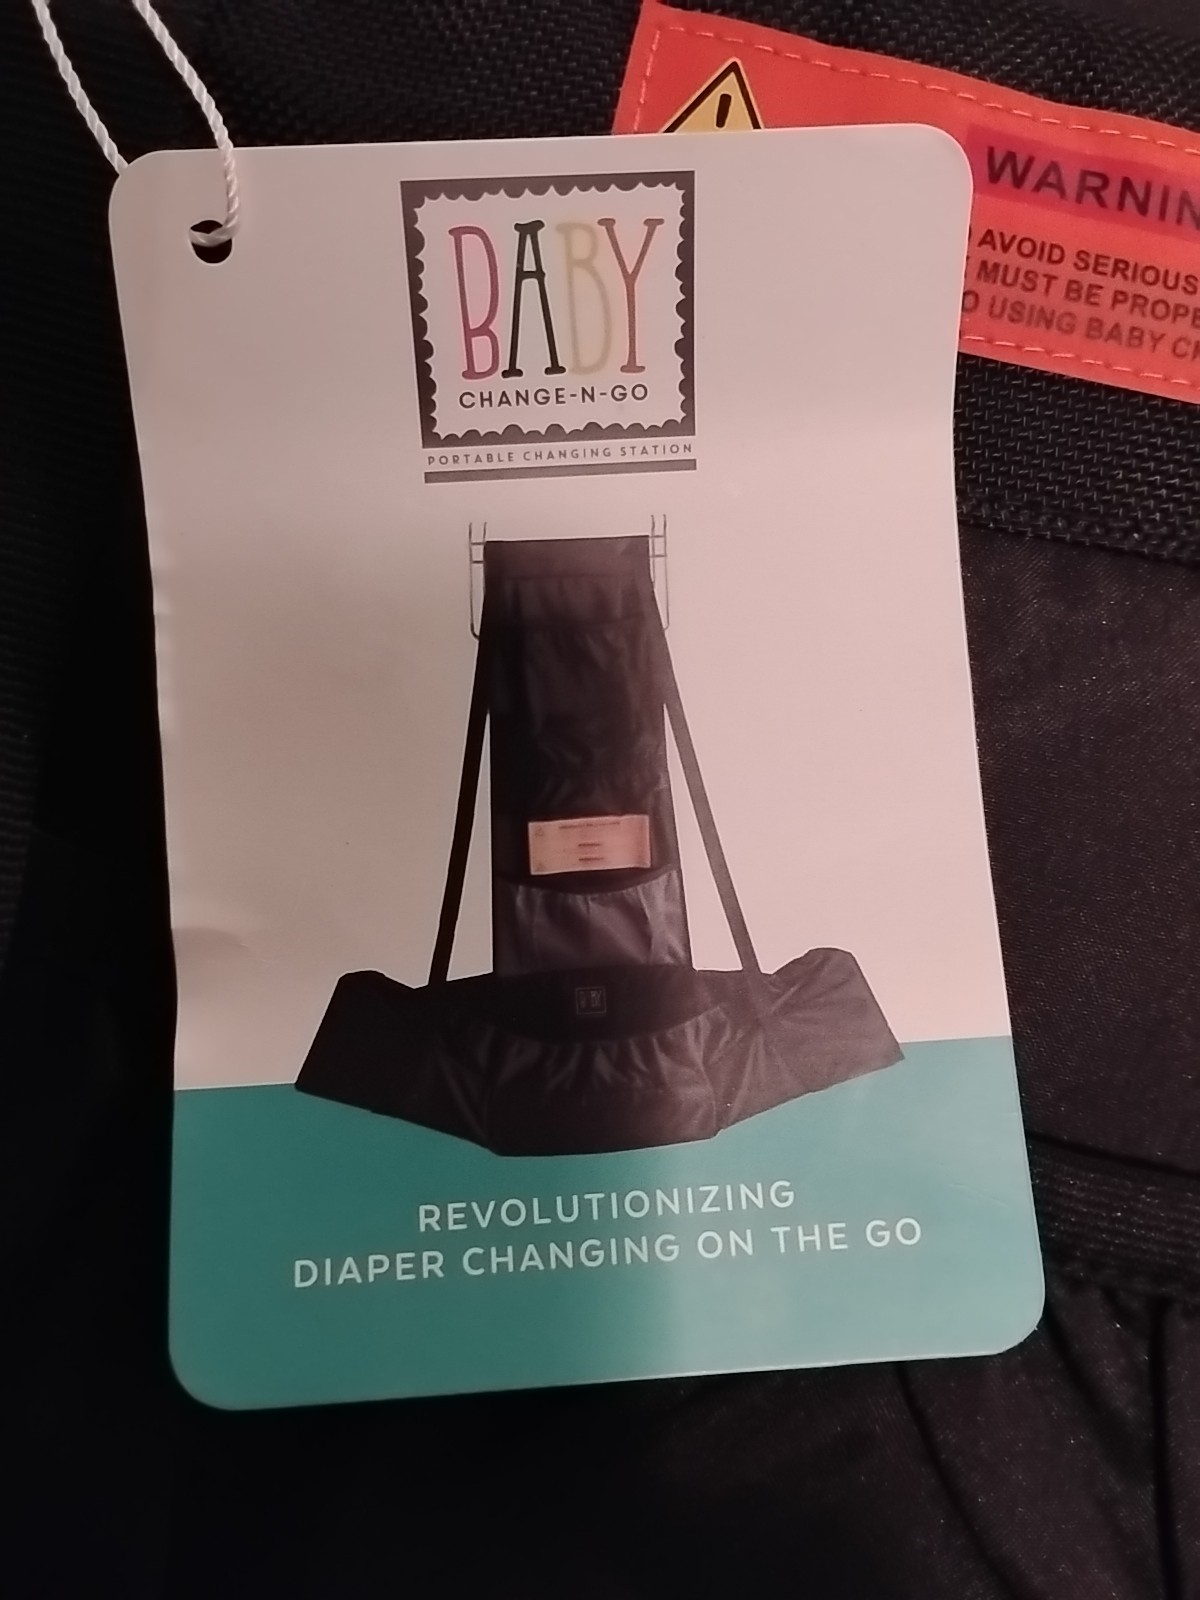 BABY
CHANGE-N-GO
PORTABLE CHANGING STATION
REVOLUTIONIZING
DIAPER CHANGING ON THE GO
WARNIN
AVOID SERIOUS
MUST BE PROPE
O USING BABY CH